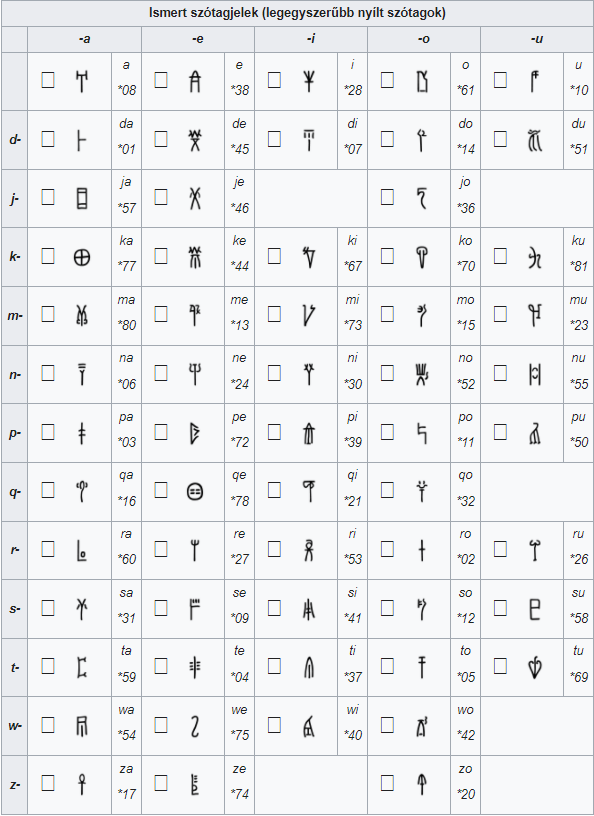 Ismert szótagjelek (legegyszerűbb nyílt szótagok)
-a -e -i -o -u
𐀀 a *08 𐀁 e *38 𐀂 i *28 𐀃 o *61 𐀄 u *10
d- 𐀅 da *01 𐀆 de *45 𐀇 di *07 𐀈 do *14 𐀉 du *51
j- 𐀊 ja *57 𐀋 je *46 𐀍 jo *36
k- 𐀏 ka *77 𐀐 ke *44 𐀑 ki *67 𐀒 ko *70 𐀓 ku *81
m- 𐀔 ma *80 𐀕 me *13 𐀖 mi *73 𐀗 mo *15 𐀘 mu *23
n- 𐀙 na *06 𐀚 ne *24 𐀛 ni *30 𐀜 no *52 𐀝 nu *55
p- 𐀞 pa *03 𐀟 pe *72 𐀠 pi *39 𐀡 po *11 𐀢 pu *50
q- 𐀣 qa *16 𐀤 qe *78 𐀥 qi *21 𐀦 qo *32
r- 𐀨 ra *60 𐀩 re *27 𐀪 ri *53 𐀫 ro *02 𐀬 ru *26
s- 𐀭 sa *31 𐀮 se *09 𐀯 si *41 𐀰 so *12 𐀱 su *58
t- 𐀲 ta *59 𐀳 te *04 𐀴 ti *37 𐀵 to *05 𐀶 tu *69
w- 𐀷 wa *54 𐀸 we *75 𐀹 wi *40 𐀺 wo *42
z- 𐀼 za *17 𐀽 ze *74 𐀿 zo *20